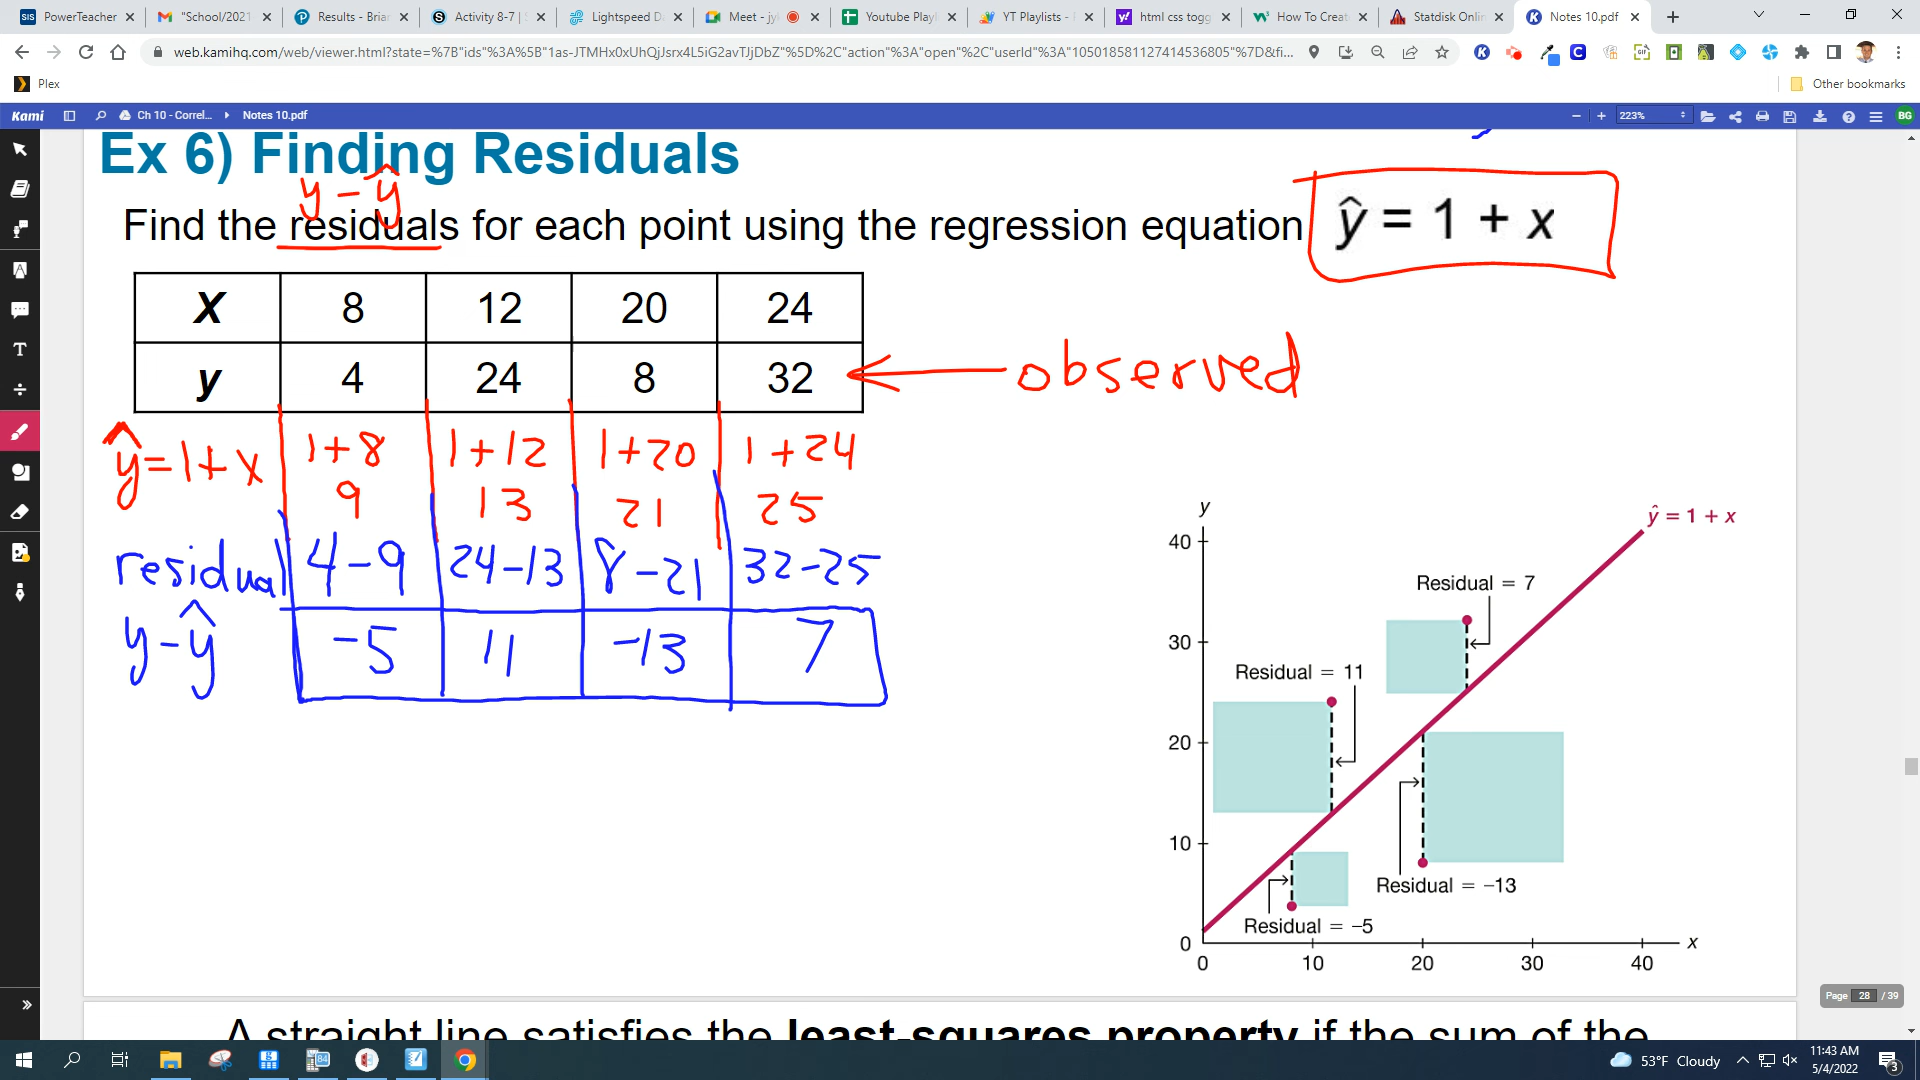 PowerTeacher
"School/2021
Results - Brian
Activity 8-7 | S
Lightspeed D
Meet - jyl
Youtube Playl
YT Playlists -
html css togg
How To Creat
Statdisk Onlin
Notes 10.pdf
web.kamihq.com/web/viewer.html?state=%7B"ids"%3A%5B"1as-JTMHx0xUhQjJsrx4L5iG2avTJjDbZ"%5D%2C"action"%3A"open"%2C"userId"%3A"105018581127414536805"%7D&fi...
Plex
Other bookmarks
Kami
Ch 10 - Correl...
Notes 10.pdf
223%
BG
Ex 6) Finding Residuals
y - ŷ
Find the residuals for each point using the regression equation ŷ = 1 + x
X 8 12 20 24
y 4 24 8 32
observed
ŷ = 1 + x 1+8 1+12 1+20 1+24
9 13 21 25
residual 4-9 24-13 8-21 32-25
y-ŷ -5 11 -13 7
y
ŷ = 1 + x
40
Residual = 7
30
Residual = 11
20
10
Residual = −13
Residual = −5
0
x
0 10 20 30 40
Page 28 / 39
A straight line satisfies the least-squares property if the sum of the
53°F Cloudy
11:43 AM
5/4/2022
3